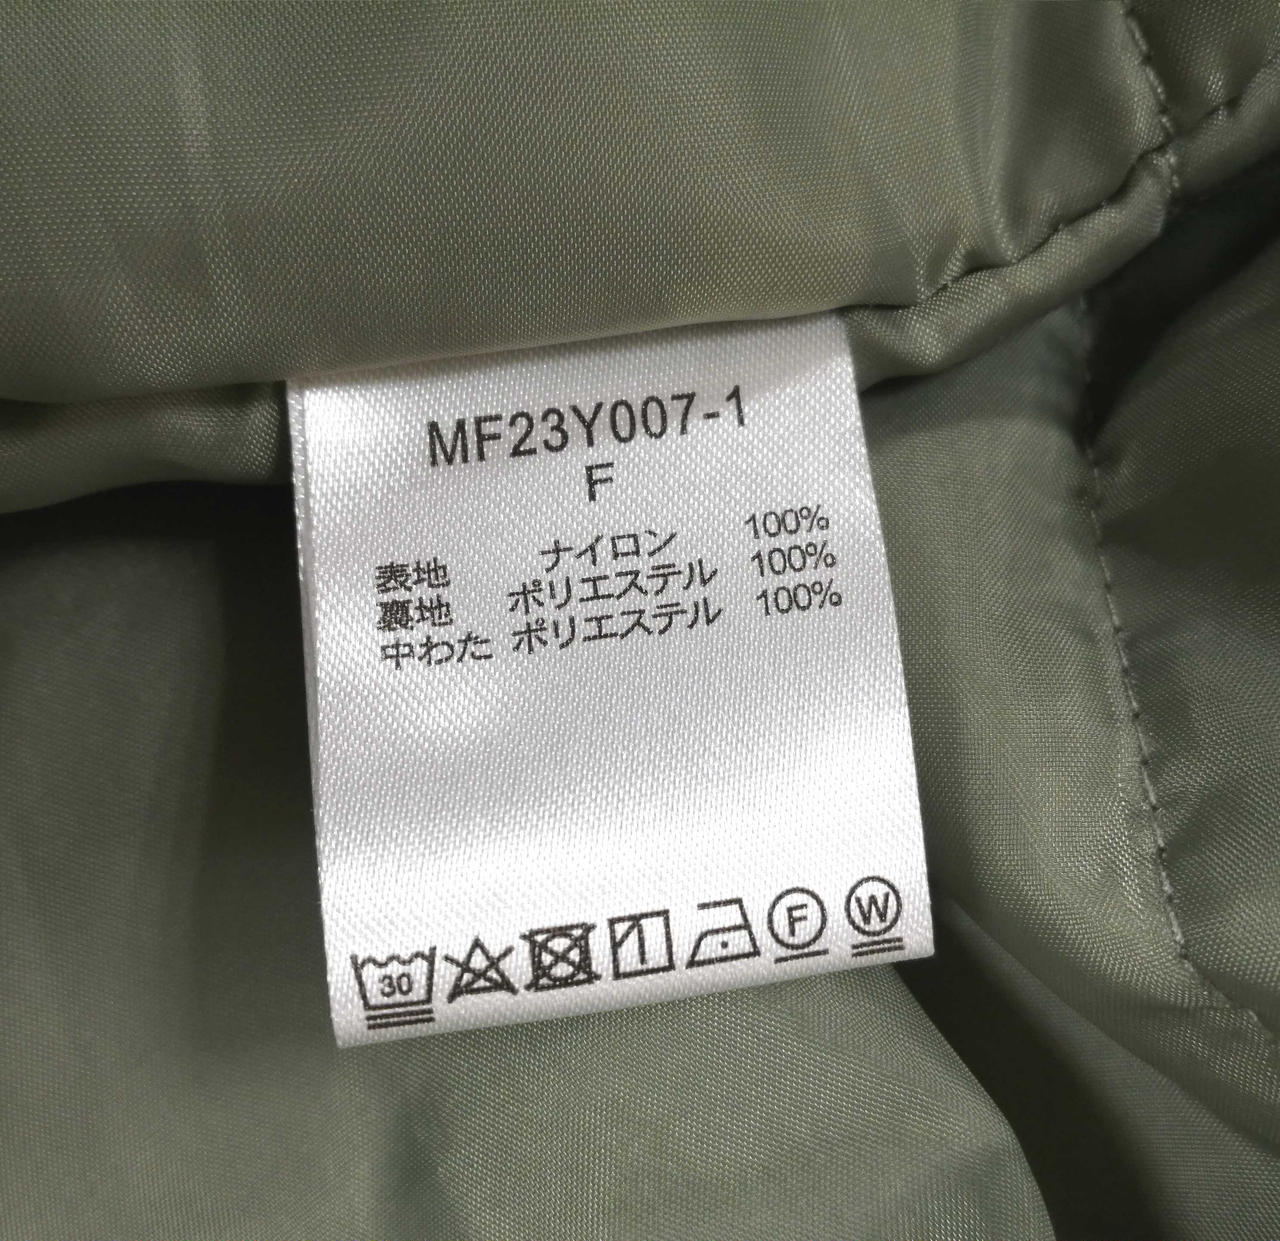 MF23Y007-1
F
表地 ナイロン 100%
裏地 ポリエステル 100%
中わた ポリエステル 100%
30 F W